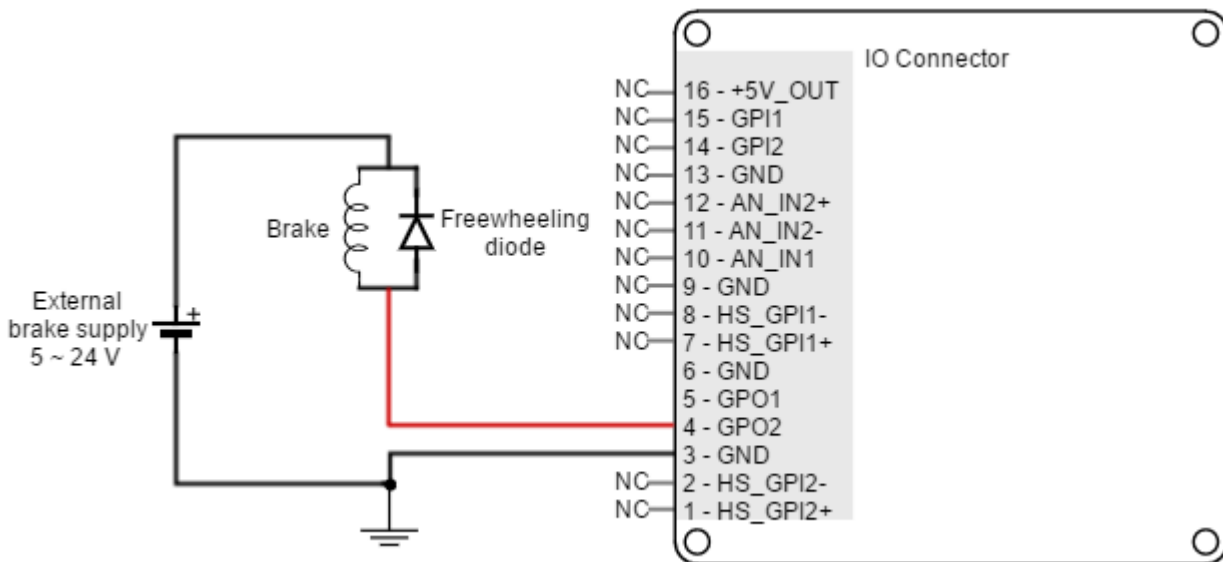 IO Connector
NC 16 - +5V_OUT
NC 15 - GPI1
NC 14 - GPI2
NC 13 - GND
NC 12 - AN_IN2+
NC 11 - AN_IN2-
NC 10 - AN_IN1
NC 9 - GND
NC 8 - HS_GPI1-
NC 7 - HS_GPI1+
6 - GND
5 - GPO1
4 - GPO2
3 - GND
NC 2 - HS_GPI2-
NC 1 - HS_GPI2+
Brake
Freewheeling
diode
External
brake supply
5 ~ 24 V
+